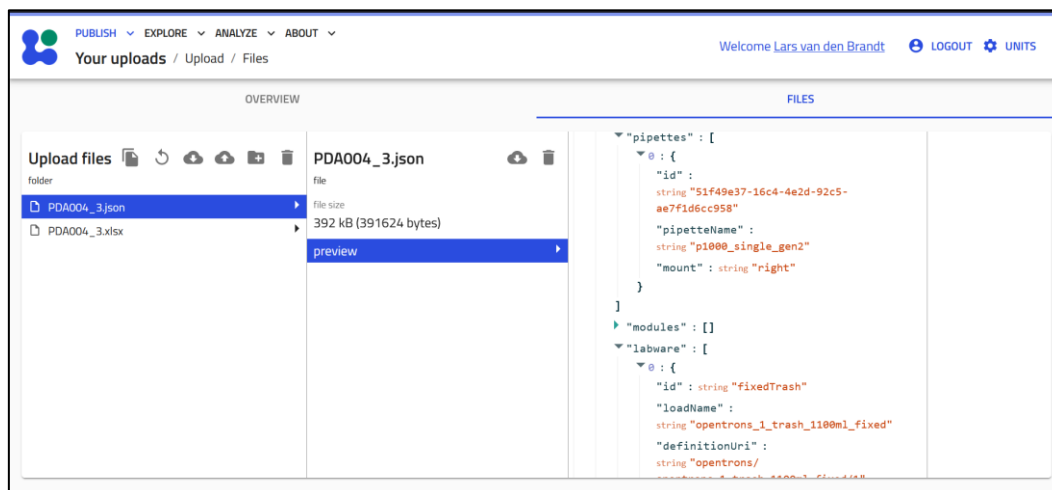 PUBLISH EXPLORE ANALYZE ABOUT
Your uploads / Upload / Files
Welcome Lars van den Brandt LOGOUT UNITS
OVERVIEW
FILES
Upload files
folder
PDA004_3.json
PDA004_3.xlsx
PDA004_3.json
file
file size
392 kB (391624 bytes)
preview
"pipettes" : [
0 : {
"id" :
string "51f49e37-16c4-4e2d-92c5-
ae7f1d6cc958"
"pipetteName" :
string "p1000_single_gen2"
"mount" : string "right"
}
]
"modules" : []
"labware" : [
0 : {
"id" : string "fixedTrash"
"loadName" :
string "opentrons_1_trash_1100ml_fixed"
"definitionUri" :
string "opentrons/
opentrons_1_trash_1100ml_fixed/1"